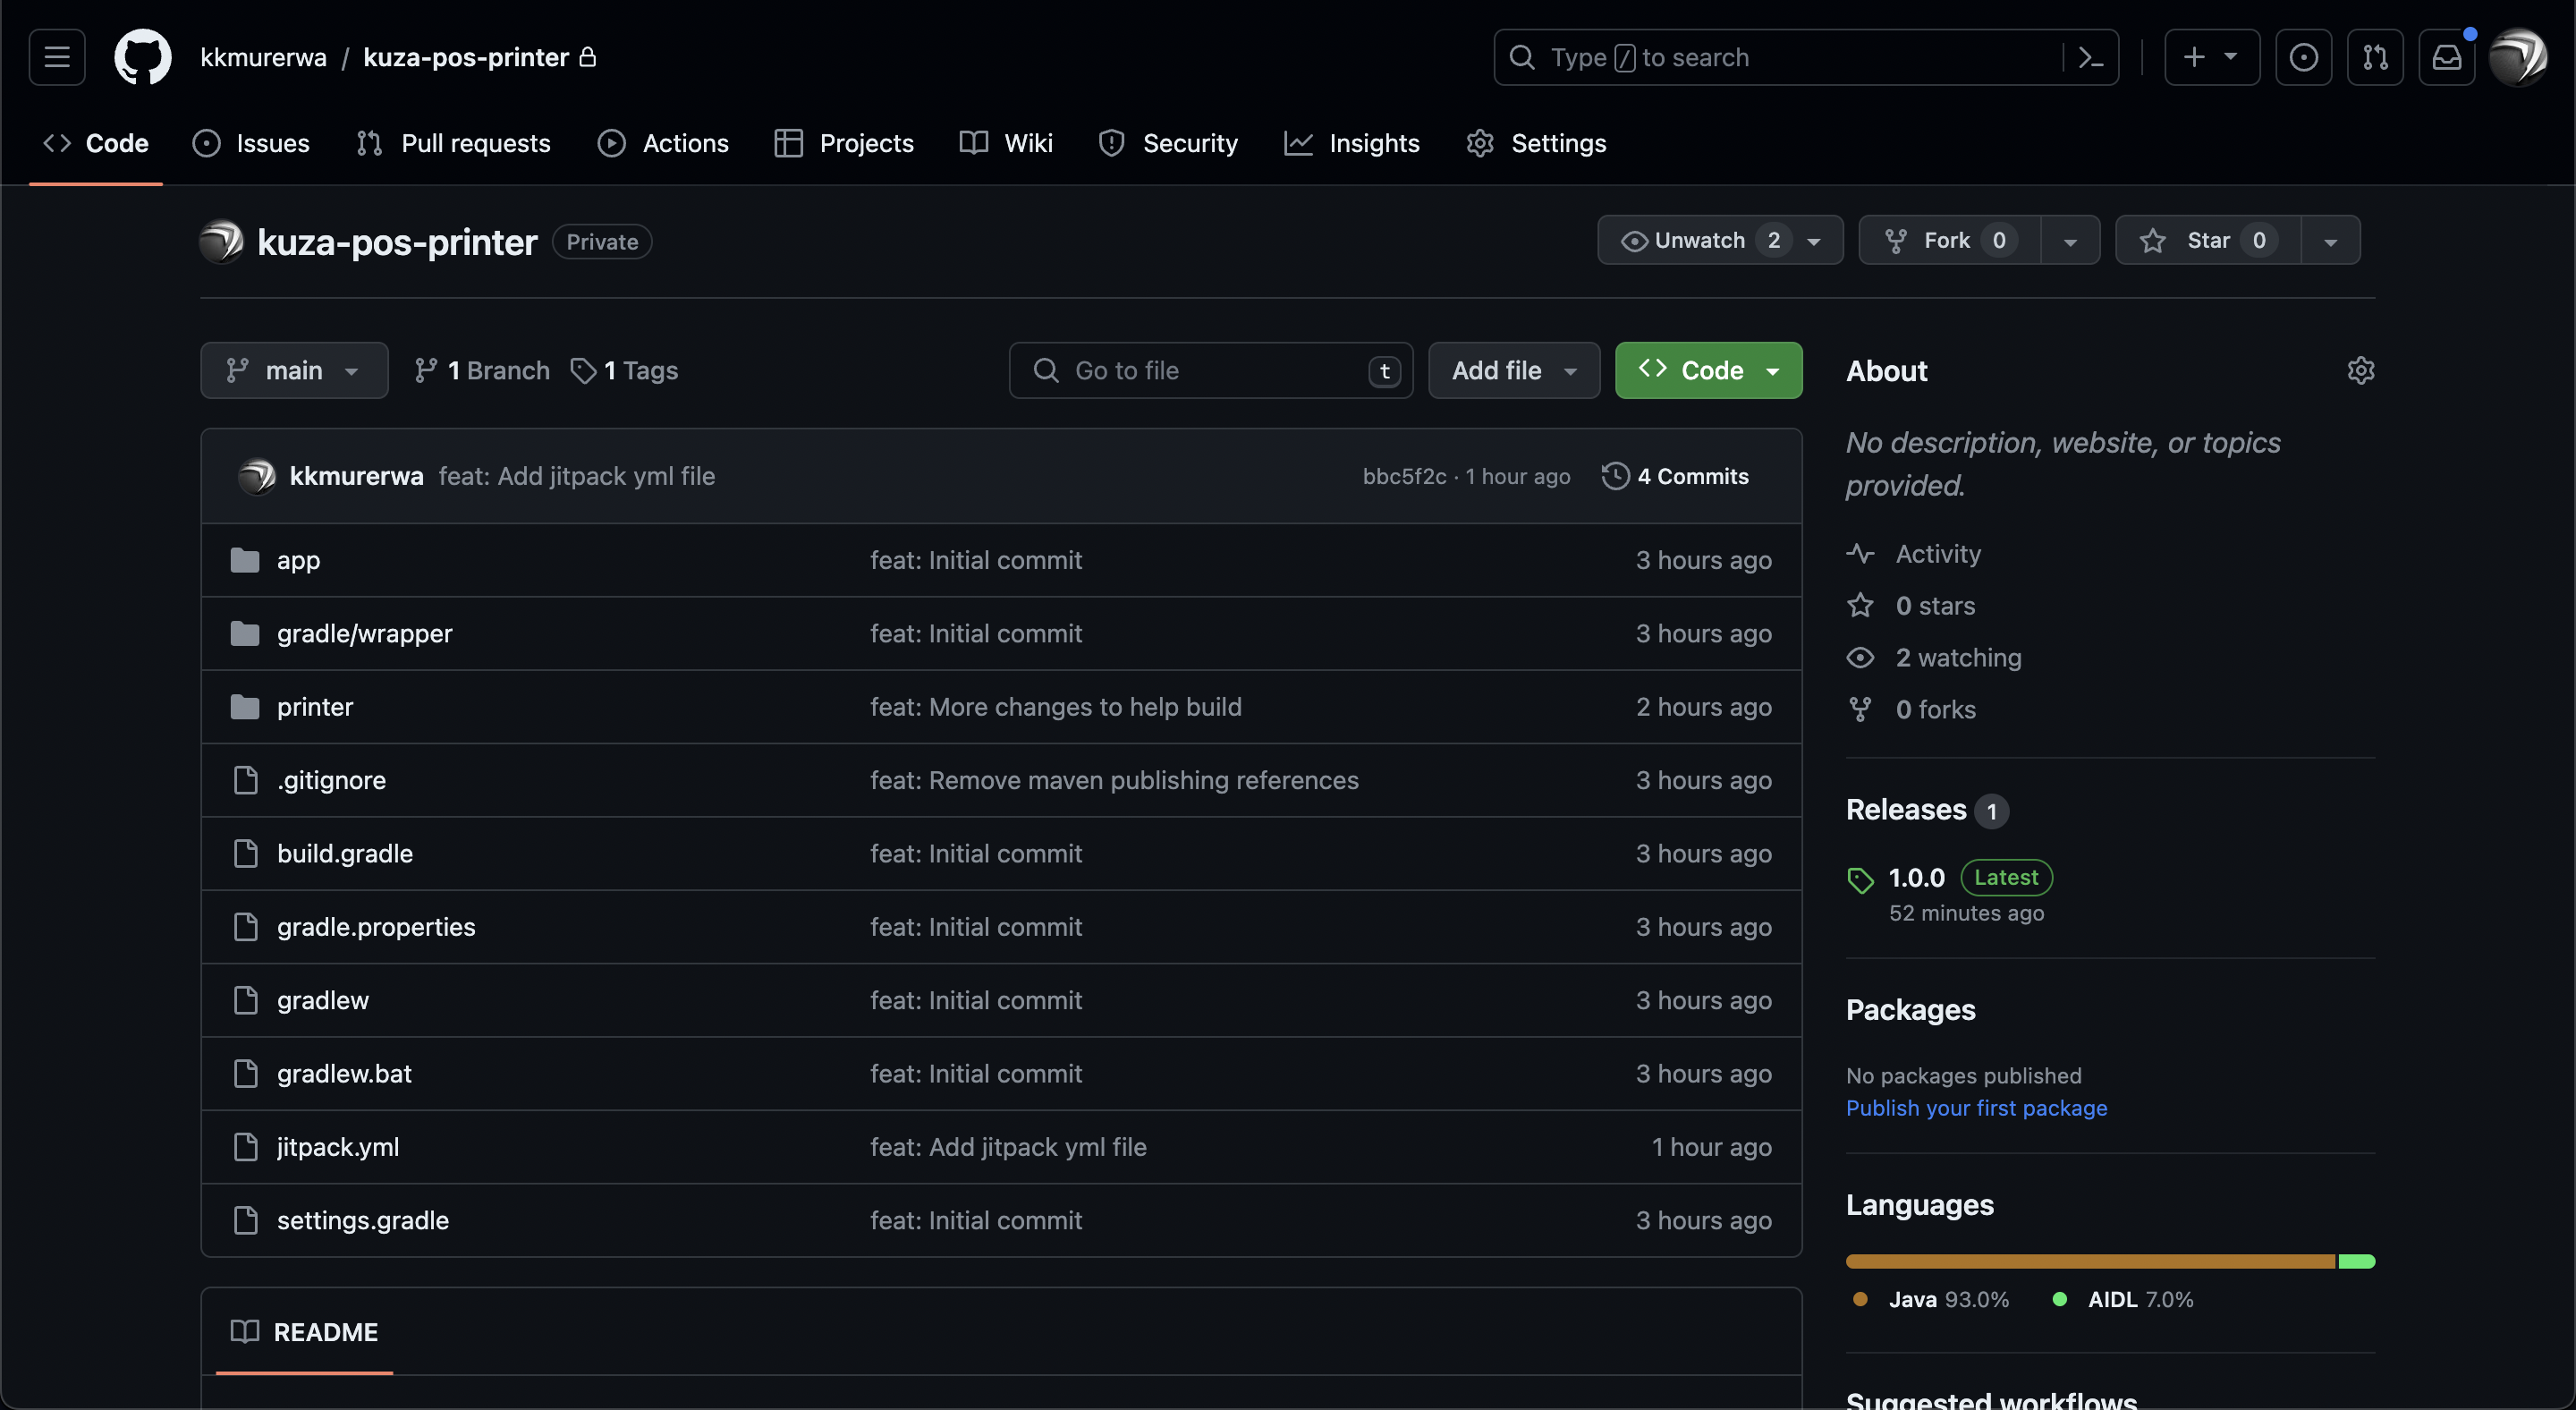 kkmurerwa / kuza-pos-printer
Type / to search
Code Issues Pull requests Actions Projects Wiki Security Insights Settings
kuza-pos-printer Private
Unwatch 2 Fork 0 Star 0
main 1 Branch 1 Tags
Go to file t Add file Code
kkmurerwa feat: Add jitpack yml file bbc5f2c · 1 hour ago 4 Commits
app feat: Initial commit 3 hours ago
gradle/wrapper feat: Initial commit 3 hours ago
printer feat: More changes to help build 2 hours ago
.gitignore feat: Remove maven publishing references 3 hours ago
build.gradle feat: Initial commit 3 hours ago
gradle.properties feat: Initial commit 3 hours ago
gradlew feat: Initial commit 3 hours ago
gradlew.bat feat: Initial commit 3 hours ago
jitpack.yml feat: Add jitpack yml file 1 hour ago
settings.gradle feat: Initial commit 3 hours ago
README
About
No description, website, or topics
provided.
Activity
0 stars
2 watching
0 forks
Releases 1
1.0.0 Latest
52 minutes ago
Packages
No packages published
Publish your first package
Languages
Java 93.0% AIDL 7.0%
Suggested workflows